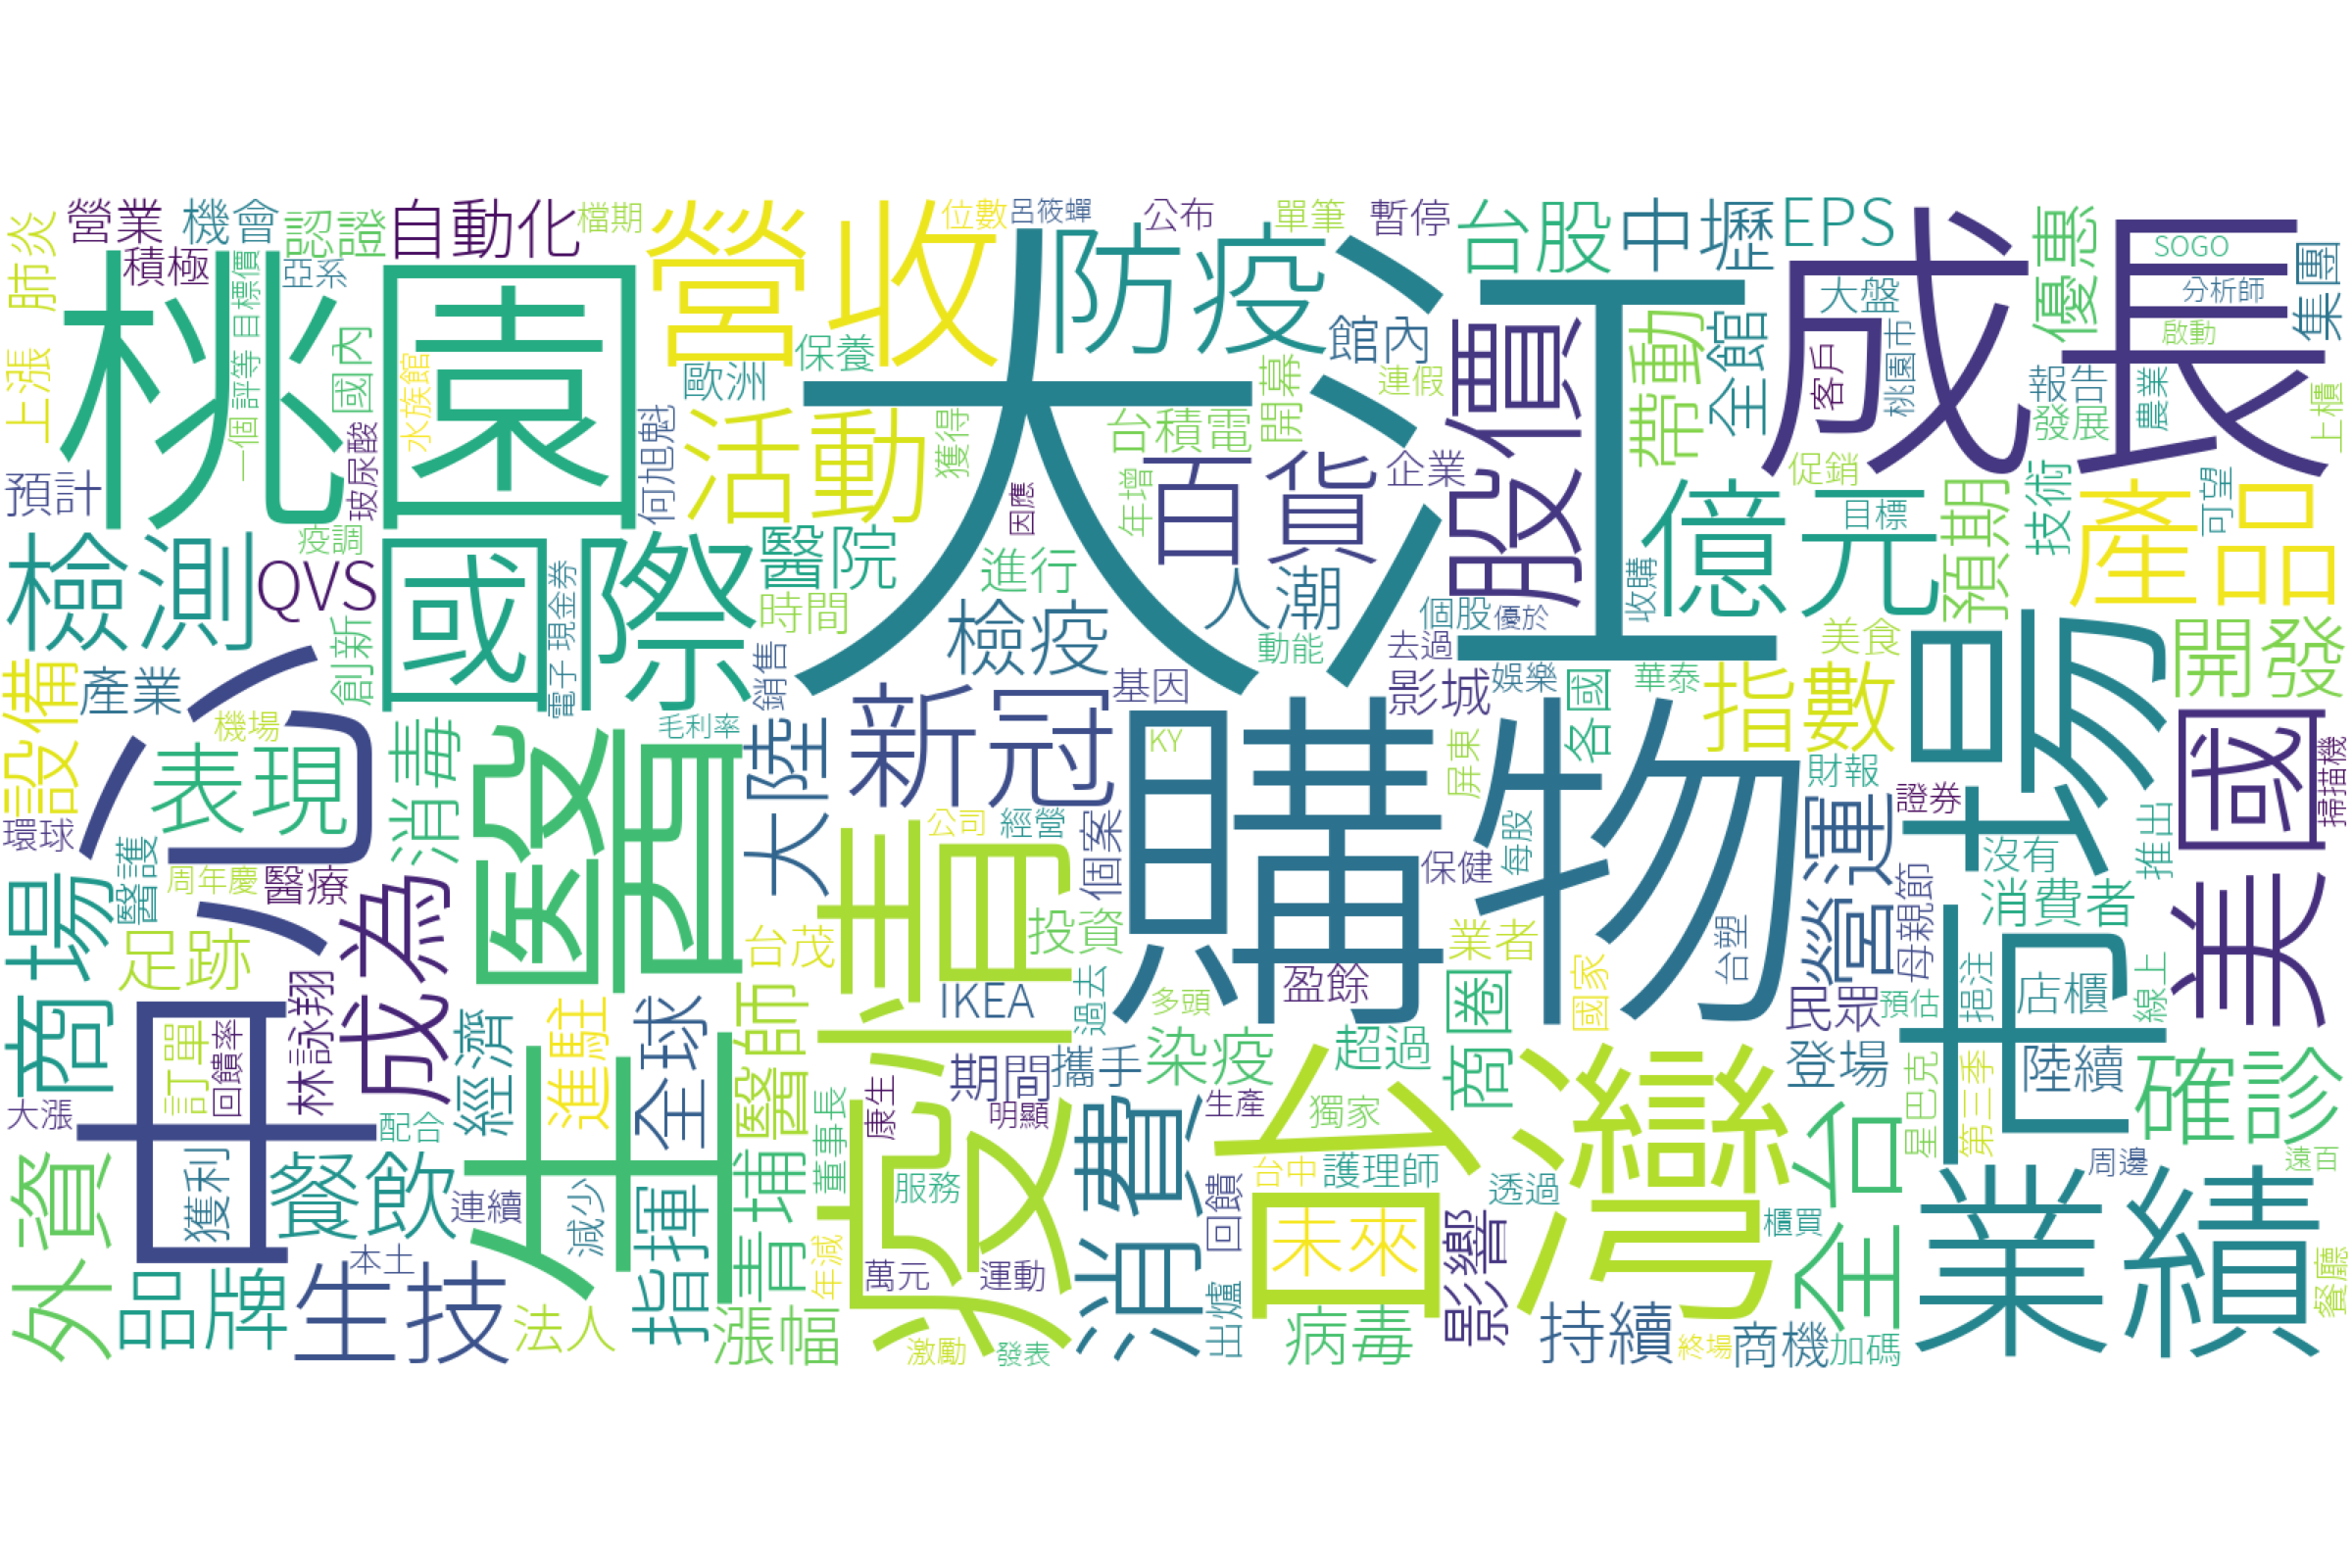 大江
購物
桃園
成長
中心
國際
醫生
疫情
台灣
市場
營收
防疫
業績
產品
股價
美國
億元
百貨
活動
檢測
新冠
消費
商場
成為
開發
指數
營運
全台
確診
外資
品牌
生技
餐飲
表現
足跡
消毒
設備
產業
QVS
醫院
時間
檢疫
人潮
大陸
影城
基因
未來
影響
病毒
持續
商機
商圈
超過
染疫
攜手
期間
IKEA
醫師
青埔
漲幅
指揮
全球
進駐
經濟
法人
台茂
投資
個案
業者
盈餘
保健
每股
經營
公司
過去
多頭
台塑
國家
獨家
生產
護理師
台中
回饋
透過
出爐
服務
明顯
康生
董事長
萬元
運動
年減
激勵
發表
減少
連續
本土
配合
獲利
大漲
訂單
回饋率
林詠翔
醫療
周年慶
醫護
環球
機場
創新
疫調
預計
玻尿酸
何旭魁
上漲
水族館
國內
一個
評等
目標價
亞系
肺炎
營業
積極
機會
認證
自動化
檔期
位數
呂筱蟬
公布
單筆
暫停
台股
中壢
EPS
優惠
SOGO
集團
分析師
啟動
大盤
桃園市
客戶
報告
發展
農業
上櫃
全館
帶動
館內
連假
開幕
保養
歐洲
台積電
獲得
年增
企業
促銷
目標
預期
技術
可望
因應
進行
個股
優於
收購
動能
去過
娛樂
華泰
美食
各國
屏東
KY
毛利率
銷售
電子
現金券
財報
證券
掃描機
沒有
推出
消費者
母親節
民眾
預估
挹注
店櫃
線上
登場
陸續
星巴克
第三季
周邊
遠百
櫃買
加碼
終場
餐廳